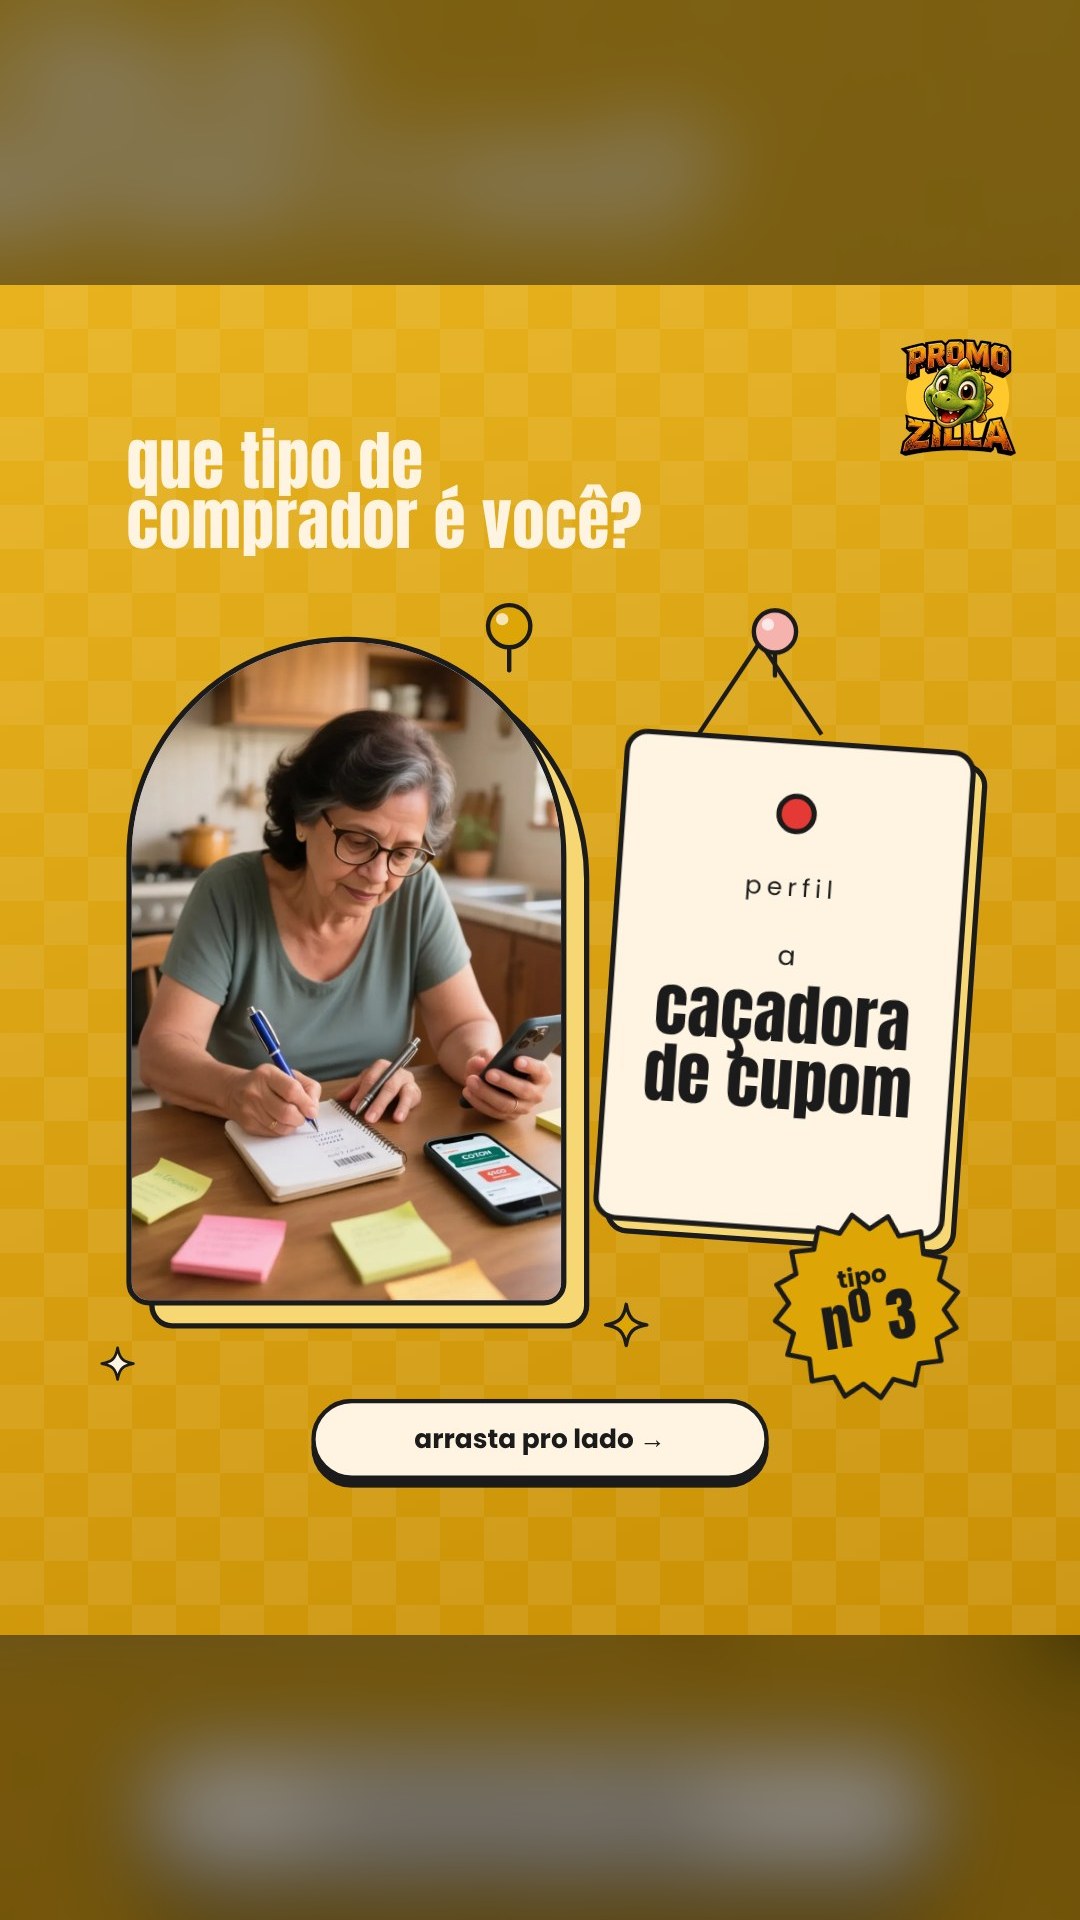 PROMO
ZILLA
que tipo de
comprador é você?
perfil
a
caçadora
de cupom
tipo
nº 3
arrasta pro lado →